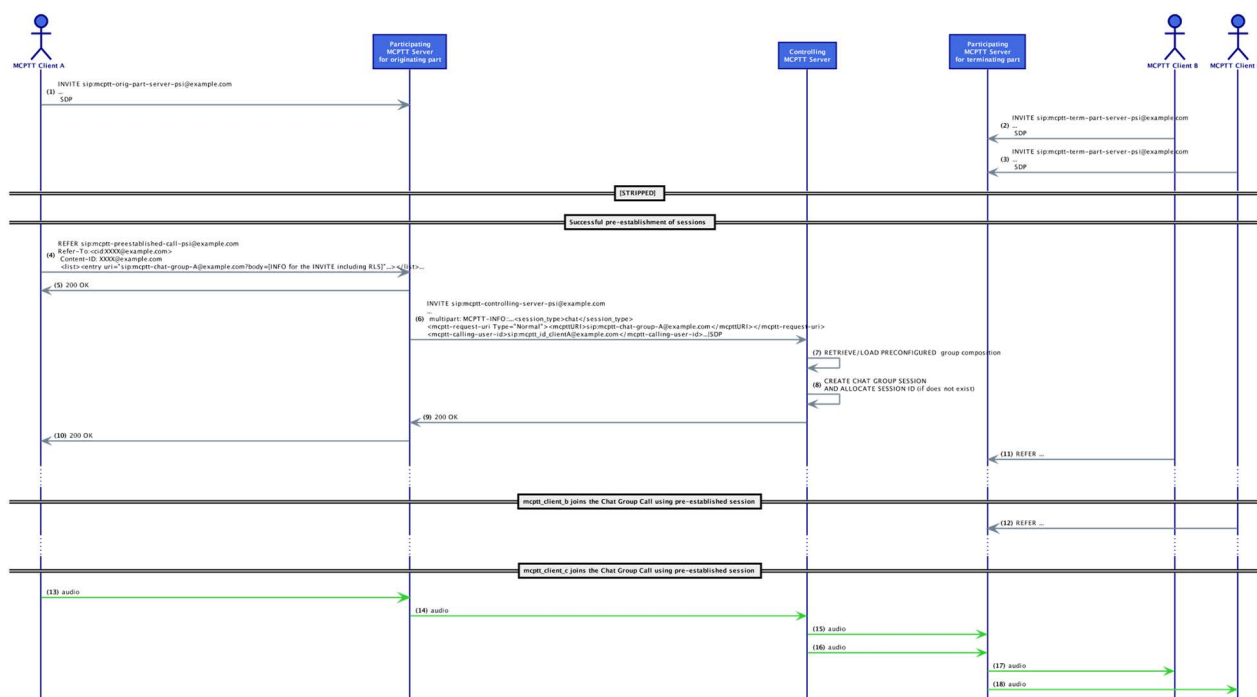 MCPTT Client A
Participating
MCPTT Server
for originating part
Controlling
MCPTT Server
Participating
MCPTT Server
for terminating part
MCPTT Client B
MCPTT Client
INVITE sip:mcptt-orig-part-server-psi@example.com
(1) ...
SDP
INVITE sip:mcptt-term-part-server-psi@example.com
(2) ...
SDP
INVITE sip:mcptt-term-part-server-psi@example.com
(3) ...
SDP
[STRIPPED]
Successful pre-establishment of sessions
REFER sip:mcptt-preestablished-call-psi@example.com
Refer-To:<cid:XXXX@example.com>
(4) Content-ID: XXXX@example.com
<list><entry uri="sip:mcptt-chat-group-A@example.com?body=[INFO for the INVITE including RLS]"...></list>...
(5) 200 OK
INVITE sip:mcptt-controlling-server-psi@example.com
...
(6) multipart: MCPTT-INFO:...<session_type>chat</session_type>
<mcptt-request-uri Type="Normal"><mcpttURI>sip:mcptt-chat-group-A@example.com</mcpttURI></mcptt-request-uri>
<mcptt-calling-user-id>sip:mcptt_id_clientA@example.com</mcptt-calling-user-id>...|SDP
(7) RETRIEVE/LOAD PRECONFIGURED group composition
(8) CREATE CHAT GROUP SESSION
AND ALLOCATE SESSION ID (if does not exist)
(9) 200 OK
(10) 200 OK
(11) REFER ...
mcptt_client_b joins the Chat Group Call using pre-established session
(12) REFER ...
mcptt_client_c joins the Chat Group Call using pre-established session
(13) audio
(14) audio
(15) audio
(16) audio
(17) audio
(18) audio